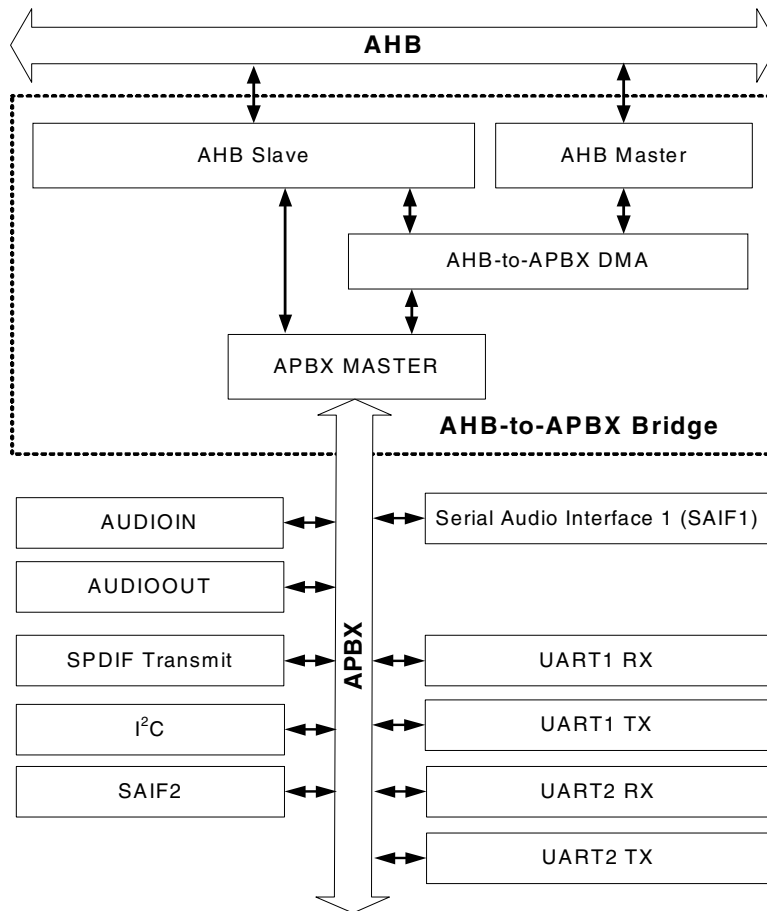 AHB
AHB Slave
AHB Master
AHB-to-APBX DMA
APBX MASTER
AHB-to-APBX Bridge
AUDIOIN
Serial Audio Interface 1 (SAIF1)
AUDIOOUT
APBX
SPDIF Transmit
UART1 RX
I²C
UART1 TX
SAIF2
UART2 RX
UART2 TX